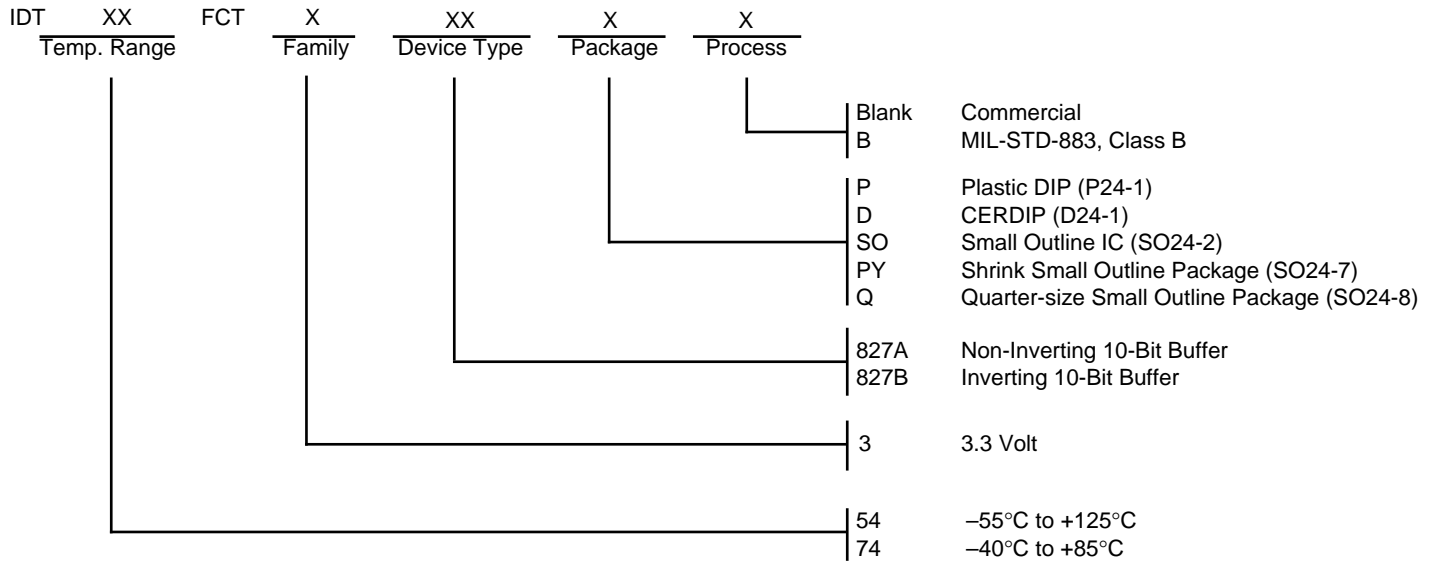 IDT XX FCT X XX X X
Temp. Range Family Device Type Package Process
Blank Commercial
B MIL-STD-883, Class B
P Plastic DIP (P24-1)
D CERDIP (D24-1)
SO Small Outline IC (SO24-2)
PY Shrink Small Outline Package (SO24-7)
Q Quarter-size Small Outline Package (SO24-8)
827A Non-Inverting 10-Bit Buffer
827B Inverting 10-Bit Buffer
3 3.3 Volt
54 –55°C to +125°C
74 –40°C to +85°C